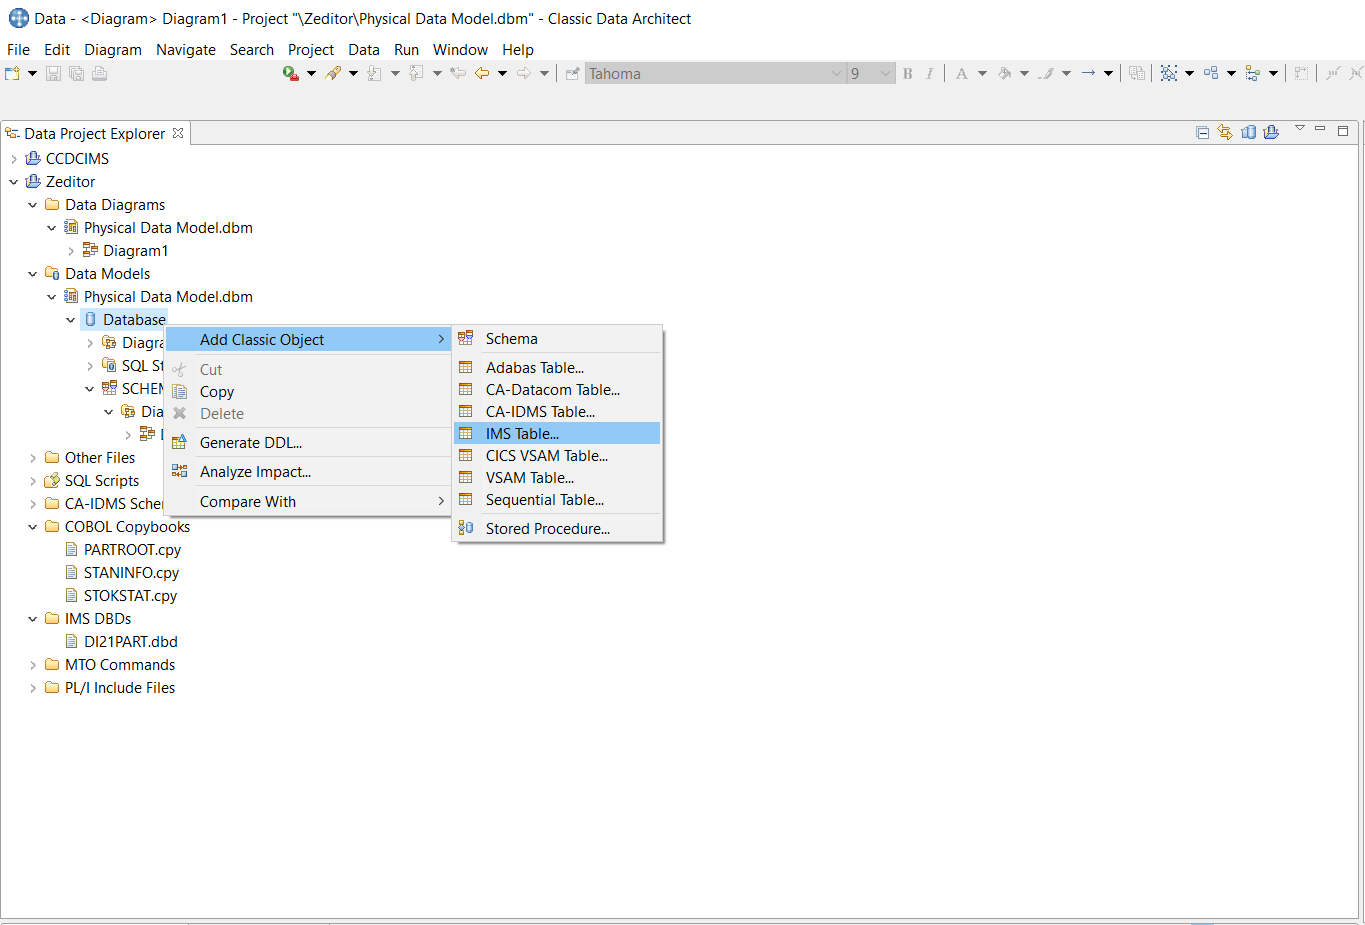 Data - <Diagram> Diagram1 - Project "\Zeditor\Physical Data Model.dbm" - Classic Data Architect
File Edit Diagram Navigate Search Project Data Run Window Help
Tahoma 9 B I A
Data Project Explorer
CCDCIMS
Zeditor
Data Diagrams
Physical Data Model.dbm
Diagram1
Data Models
Physical Data Model.dbm
Database
Diagra
SQL St
SCHEM
Dia
Other Files
SQL Scripts
CA-IDMS Scher
COBOL Copybooks
PARTROOT.cpy
STANINFO.cpy
STOKSTAT.cpy
IMS DBDs
DI21PART.dbd
MTO Commands
PL/I Include Files
Add Classic Object
Cut
Copy
Delete
Generate DDL...
Analyze Impact...
Compare With
Schema
Adabas Table...
CA-Datacom Table...
CA-IDMS Table...
IMS Table...
CICS VSAM Table...
VSAM Table...
Sequential Table...
Stored Procedure...